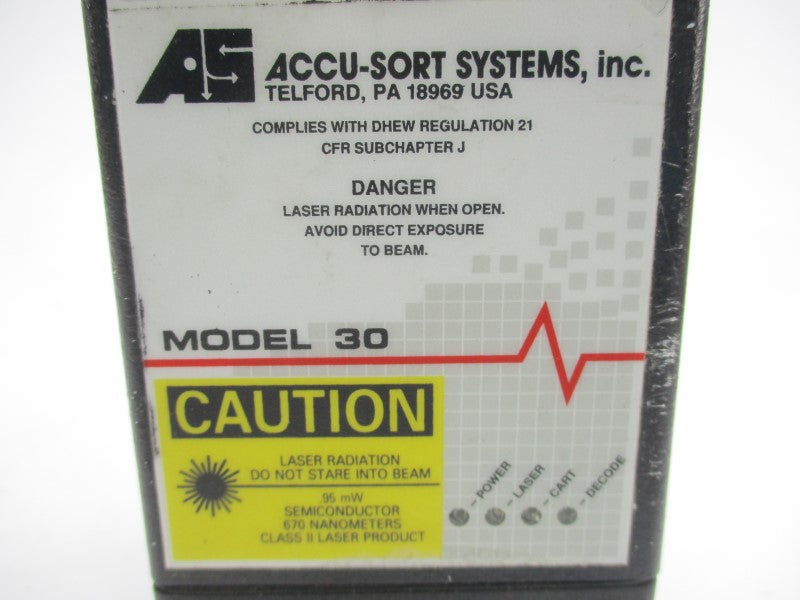 AS ACCU-SORT SYSTEMS, inc.
TELFORD, PA 18969 USA
COMPLIES WITH DHEW REGULATION 21
CFR SUBCHAPTER J
DANGER
LASER RADIATION WHEN OPEN.
AVOID DIRECT EXPOSURE
TO BEAM.
MODEL 30
CAUTION
LASER RADIATION
DO NOT STARE INTO BEAM
.95 mW
SEMICONDUCTOR
670 NANOMETERS
CLASS II LASER PRODUCT
- POWER
- LASER
- CART
- DECODE